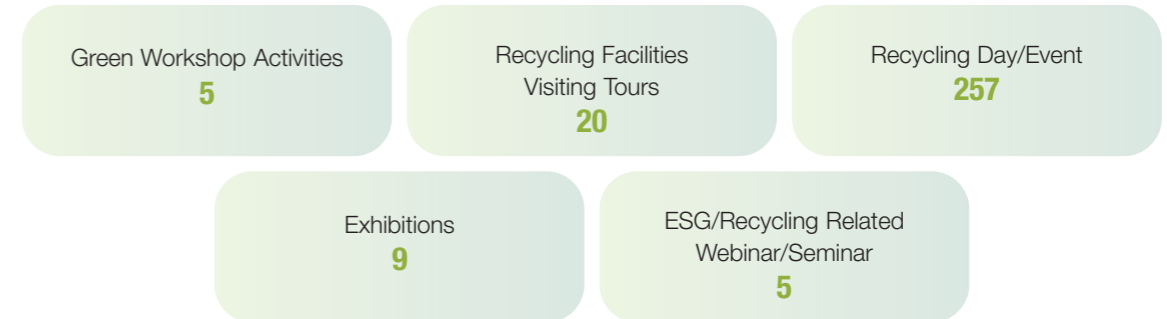 Green Workshop Activities
5
Recycling Facilities
Visiting Tours
20
Recycling Day/Event
257
Exhibitions
9
ESG/Recycling Related
Webinar/Seminar
5